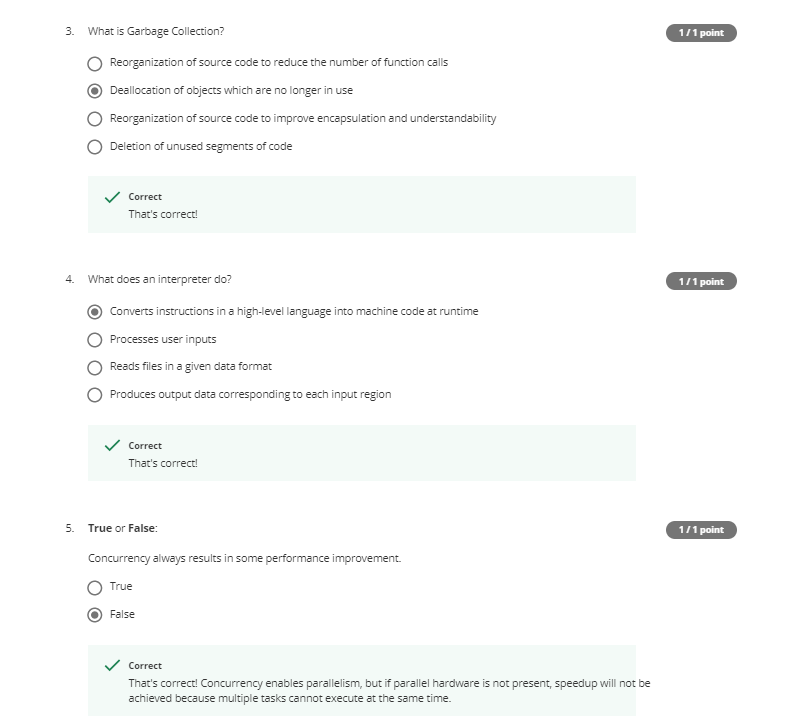 3. What is Garbage Collection?
1 / 1 point
Reorganization of source code to reduce the number of function calls
Deallocation of objects which are no longer in use
Reorganization of source code to improve encapsulation and understandability
Deletion of unused segments of code
Correct
That's correct!
4. What does an interpreter do?
1 / 1 point
Converts instructions in a high-level language into machine code at runtime
Processes user inputs
Reads files in a given data format
Produces output data corresponding to each input region
Correct
That's correct!
5. True or False:
1 / 1 point
Concurrency always results in some performance improvement.
True
False
Correct
That's correct! Concurrency enables parallelism, but if parallel hardware is not present, speedup will not be
achieved because multiple tasks cannot execute at the same time.